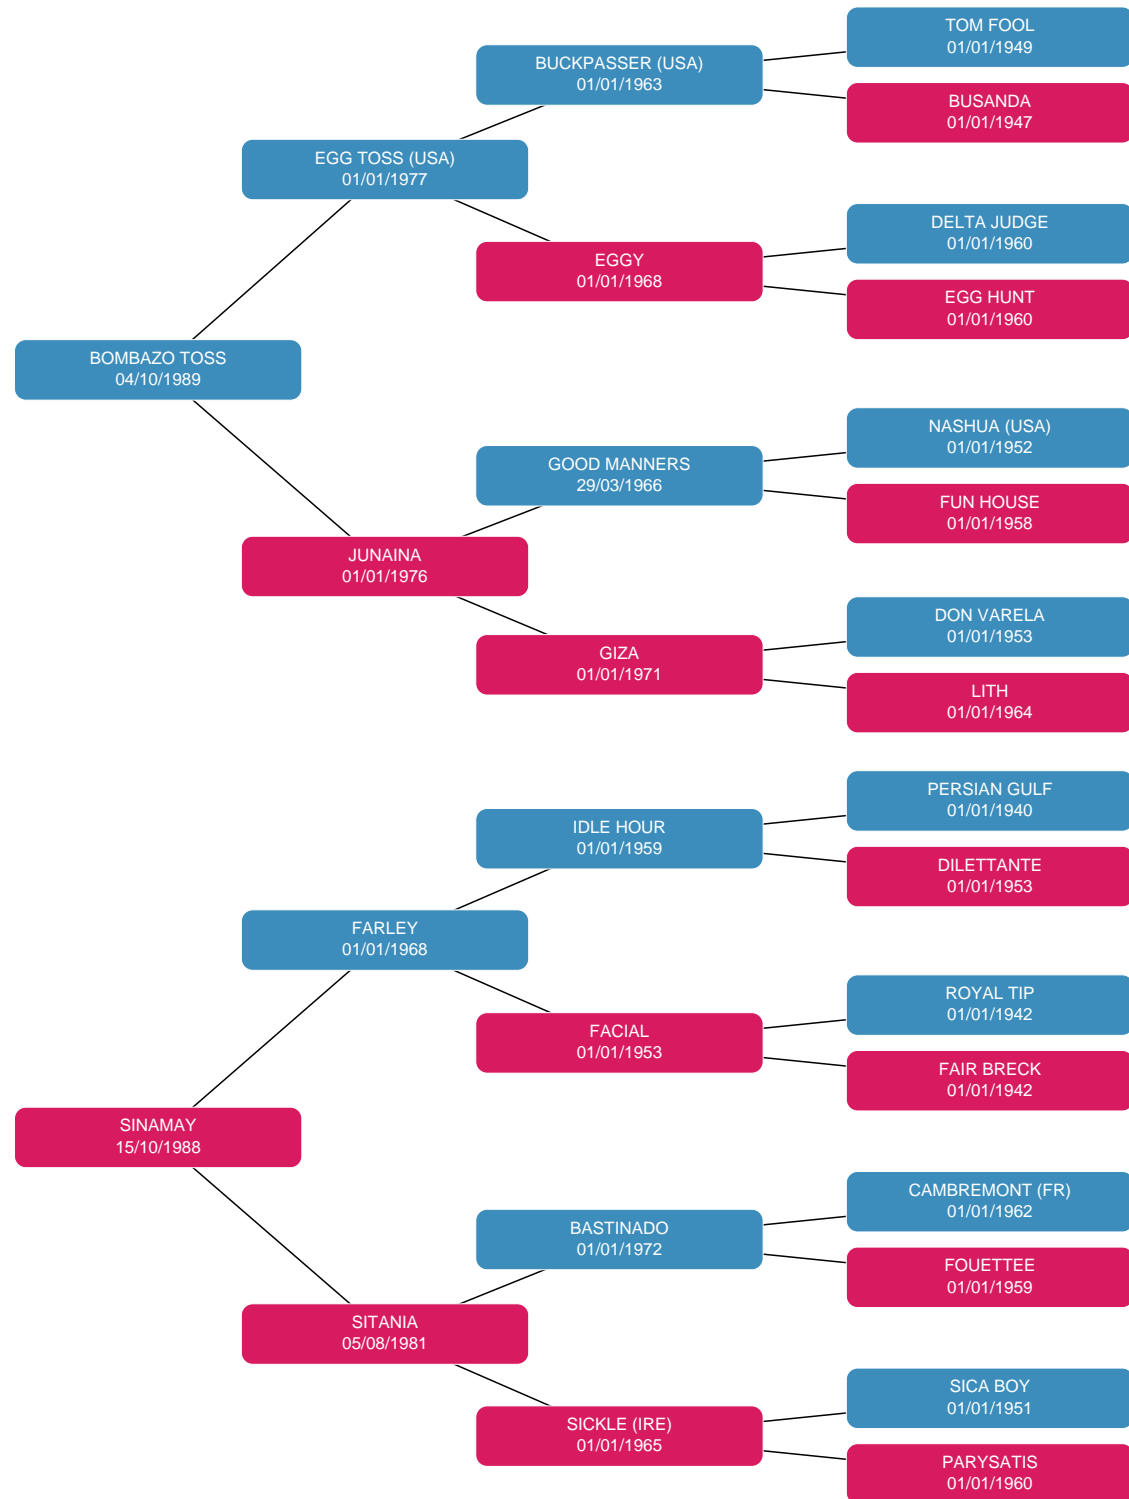 TOM FOOL
01/01/1949
BUCKPASSER (USA)
01/01/1963
BUSANDA
01/01/1947
EGG TOSS (USA)
01/01/1977
DELTA JUDGE
01/01/1960
EGGY
01/01/1968
EGG HUNT
01/01/1960
BOMBAZO TOSS
04/10/1989
NASHUA (USA)
01/01/1952
GOOD MANNERS
29/03/1966
FUN HOUSE
01/01/1958
JUNAINA
01/01/1976
DON VARELA
01/01/1953
GIZA
01/01/1971
LITH
01/01/1964
PERSIAN GULF
01/01/1940
IDLE HOUR
01/01/1959
DILETTANTE
01/01/1953
FARLEY
01/01/1968
ROYAL TIP
01/01/1942
FACIAL
01/01/1953
FAIR BRECK
01/01/1942
SINAMAY
15/10/1988
CAMBREMONT (FR)
01/01/1962
BASTINADO
01/01/1972
FOUETTEE
01/01/1959
SITANIA
05/08/1981
SICA BOY
01/01/1951
SICKLE (IRE)
01/01/1965
PARYSATIS
01/01/1960